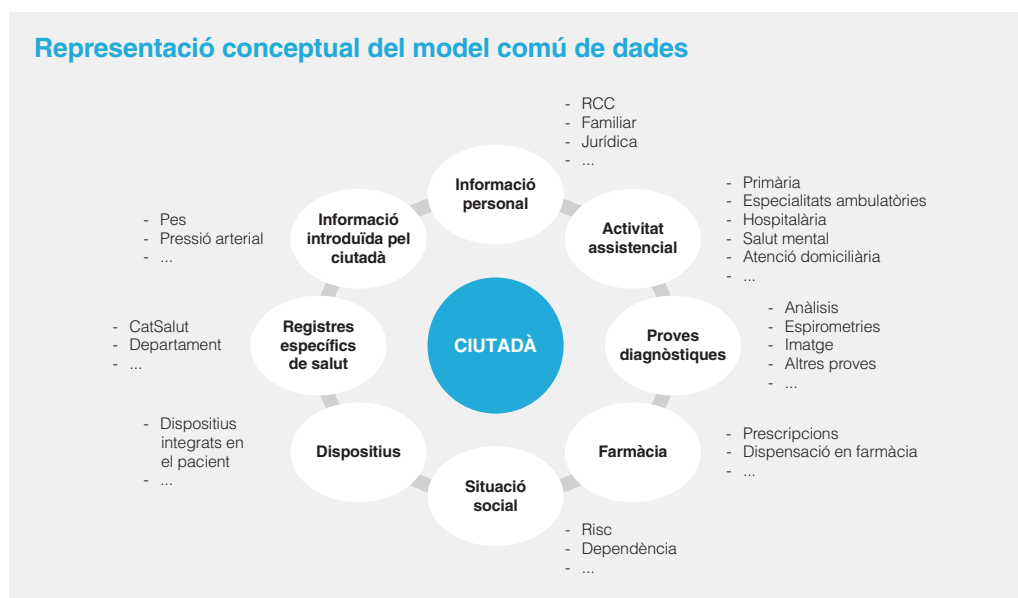 Representació conceptual del model comú de dades
- RCC
- Familiar
- Jurídica
- ...
Informació
personal
- Primària
- Especialitats ambulatòries
- Hospitalària
- Salut mental
- Atenció domiciliària
- ...
Activitat
assistencial
- Anàlisis
- Espirometries
- Imatge
- Altres proves
- ...
Proves
diagnòstiques
- Prescripcions
- Dispensació en farmàcia
- ...
Farmàcia
- Risc
- Dependència
- ...
Situació
social
- Dispositius
integrats en
el pacient
- ...
Dispositius
- CatSalut
- Departament
- ...
Registres
específics
de salut
- Pes
- Pressió arterial
- ...
Informació
introduïda pel
ciutadà
CIUTADÀ